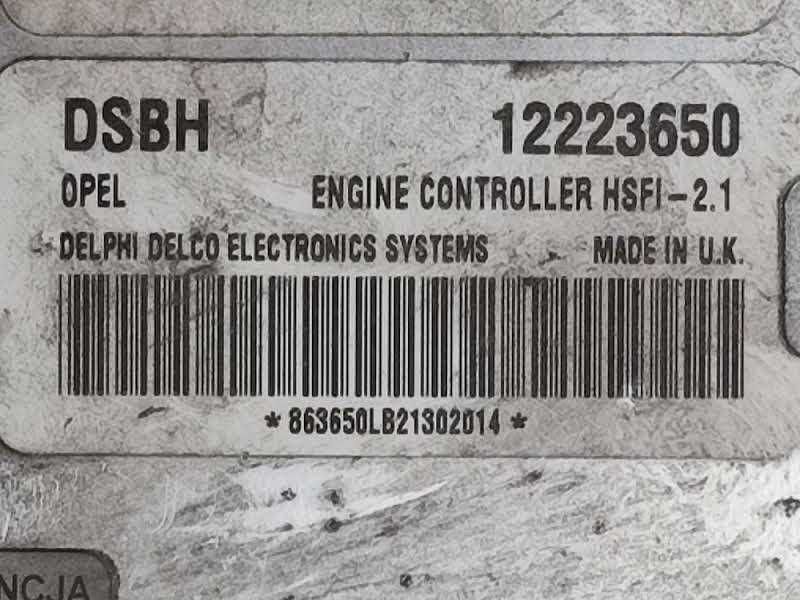 DSBH 12223650
OPEL ENGINE CONTROLLER HSFI-2.1
DELPHI DELCO ELECTRONICS SYSTEMS MADE IN U.K.
*863650LB21302014*
NCJA